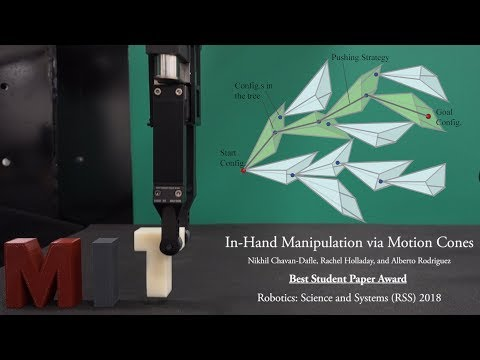 Pushing Strategy
Config.s in
the tree
Goal
Config.
Start
Config.
MIT
In-Hand Manipulation via Motion Cones
Nikhil Chavan-Dafle, Rachel Holladay, and Alberto Rodriguez
Best Student Paper Award
Robotics: Science and Systems (RSS) 2018